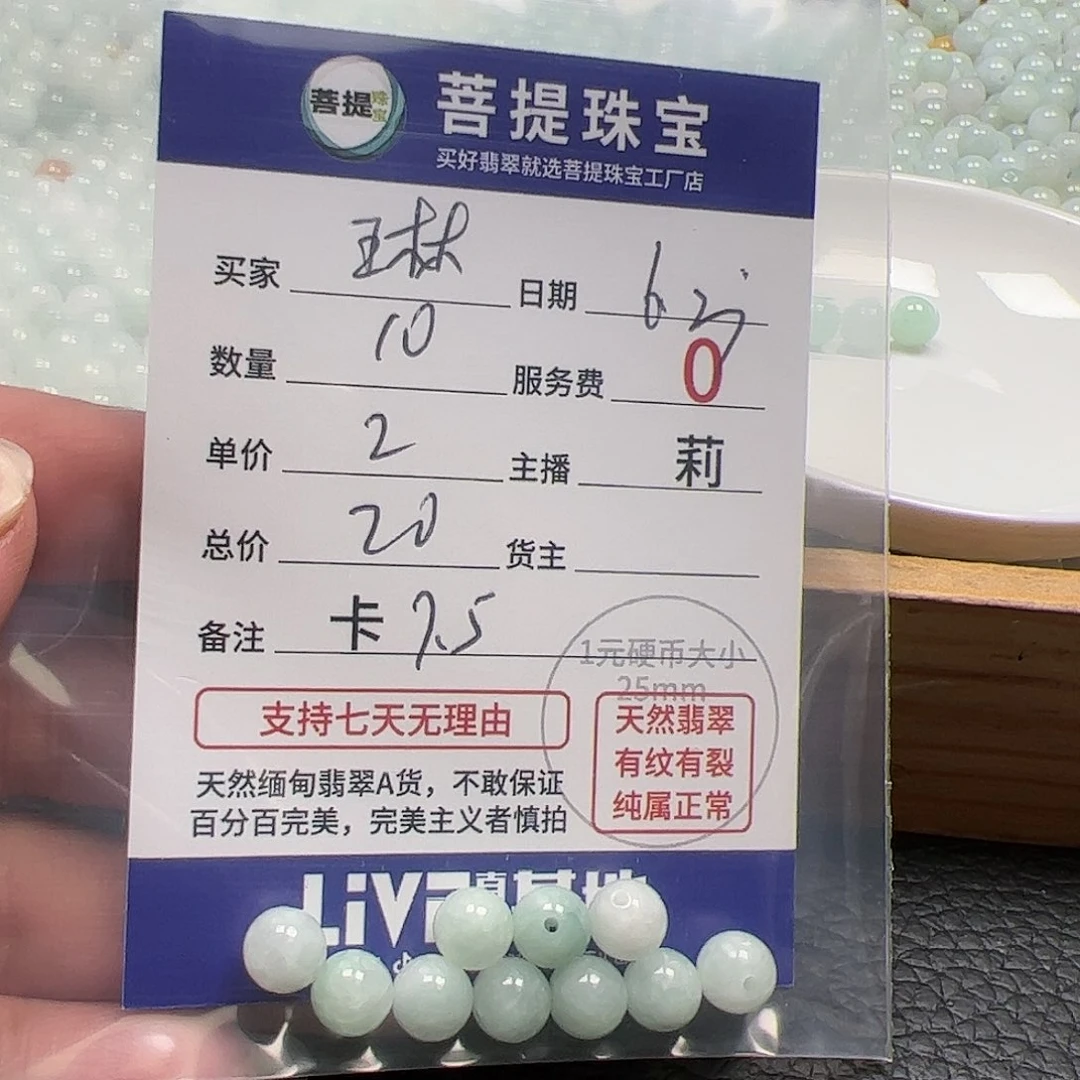 菩提珠宝
菩提珠宝
买好翡翠就选菩提珠宝工厂店
买家 王林 日期
数量 10 服务费 0
单价 2 主播 莉
总价 20 货主
备注 卡 7.5
1元硬币大小
25mm
支持七天无理由
天然翡翠
有纹有裂
纯属正常
天然缅甸翡翠A货，不敢保证
百分百完美，完美主义者慎拍